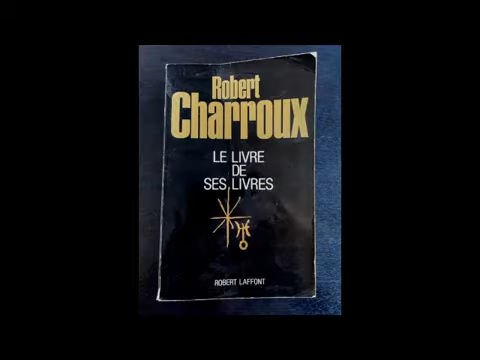 Robert
Charroux
LE LIVRE
DE
SES LIVRES
ROBERT LAFFONT